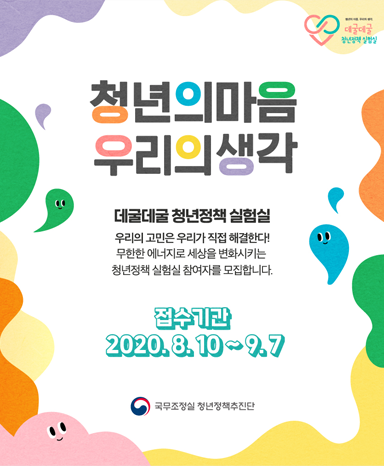 데굴데굴
청년정책 실험실
청년의마음
우리의생각
데굴데굴 청년정책 실험실
우리의 고민은 우리가 직접 해결한다!
무한한 에너지로 세상을 변화시키는
청년정책 실험실 참여자를 모집합니다.
접수기간
2020. 8. 10 ~ 9. 7
국무조정실 청년정책추진단